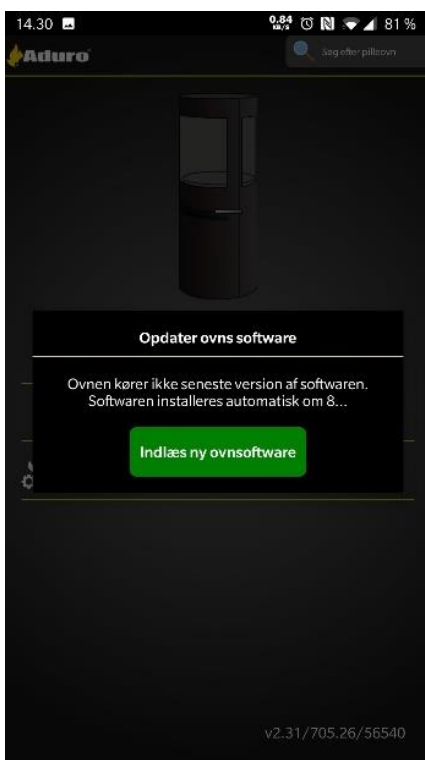 14.30
0.84
KB/S
81 %
Aduro
Søg efter pilleovn
Opdater ovns software
Ovnen kører ikke seneste version af softwaren.
Softwaren installeres automatisk om 8...
Indlæs ny ovnsoftware
v2.31/705.26/56540